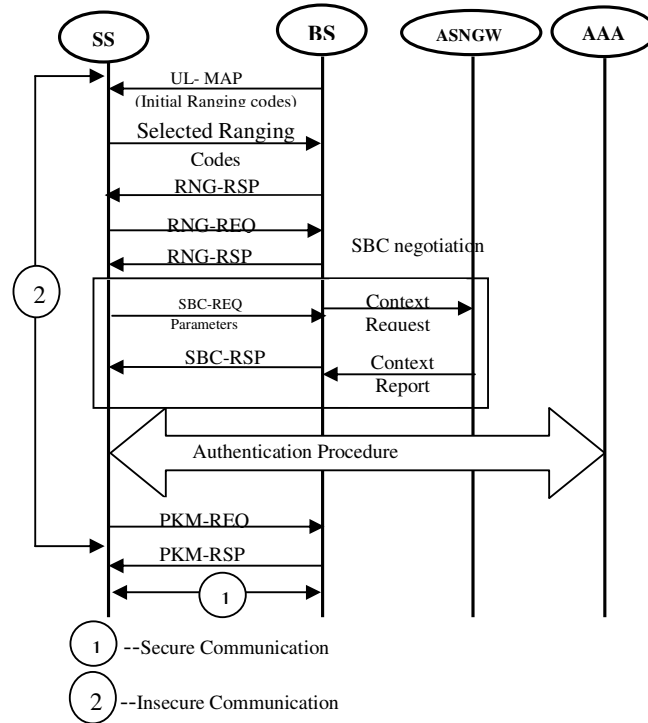 SS BS ASNGW AAA
UL- MAP
(Initial Ranging codes)
Selected Ranging
Codes
RNG-RSP
RNG-REQ
SBC negotiation
RNG-RSP
2
SBC-REQ
Parameters
Context
Request
SBC-RSP
Context
Report
Authentication Procedure
PKM-REQ
PKM-RSP
1
1 --Secure Communication
2 --Insecure Communication